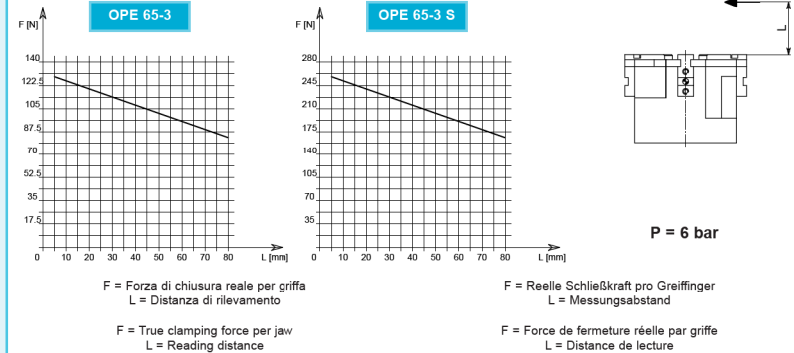 OPE 65-3
F [N]
140
122.5
105
87.5
70
52.5
35
17.5
0 10 20 30 40 50 60 70 80 L [mm]
OPE 65-3 S
F [N]
280
245
210
175
140
105
70
35
0 10 20 30 40 50 60 70 80 L [mm]
L
P = 6 bar
F = Forza di chiusura reale per griffa
L = Distanza di rilevamento
F = True clamping force per jaw
L = Reading distance
F = Reelle Schließkraft pro Greiffinger
L = Messungsabstand
F = Force de fermeture réelle par griffe
L = Distance de lecture